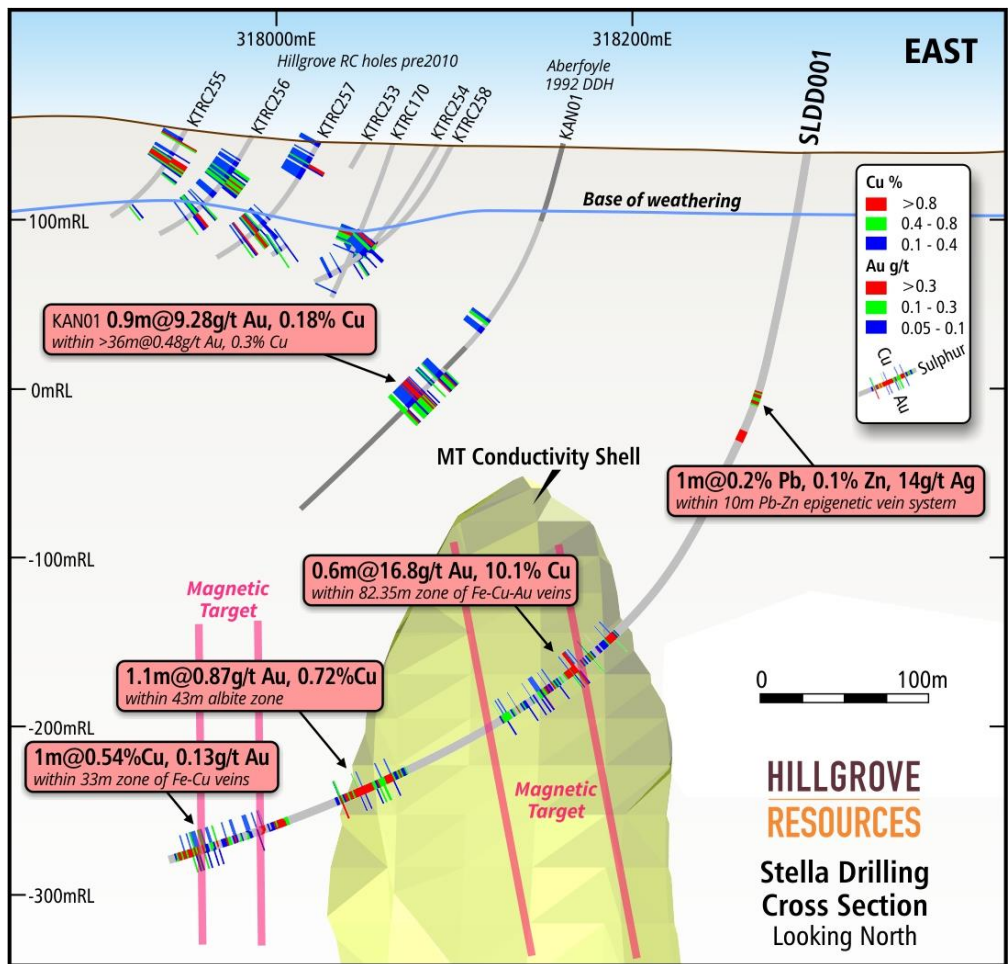 318000mE
318200mE
EAST
Hillgrove RC holes pre2010
Aberfoyle
1992 DDH
KTRC255
KTRC256
KTRC257
KTRC253
KTRC170
KTRC254
KTRC258
KAN01
SLDD001
Cu %
>0.8
0.4 - 0.8
0.1 - 0.4
Au g/t
>0.3
0.1 - 0.3
0.05 - 0.1
Cu
Sulphur
Au
Base of weathering
100mRL
KAN01 0.9m@9.28g/t Au, 0.18% Cu
within >36m@0.48g/t Au, 0.3% Cu
0mRL
MT Conductivity Shell
1m@0.2% Pb, 0.1% Zn, 14g/t Ag
within 10m Pb-Zn epigenetic vein system
-100mRL
0.6m@16.8g/t Au, 10.1% Cu
within 82.35m zone of Fe-Cu-Au veins
Magnetic
Target
1.1m@0.87g/t Au, 0.72%Cu
within 43m albite zone
0
100m
-200mRL
1m@0.54%Cu, 0.13g/t Au
within 33m zone of Fe-Cu veins
Magnetic
Target
HILLGROVE
RESOURCES
Stella Drilling
Cross Section
Looking North
-300mRL